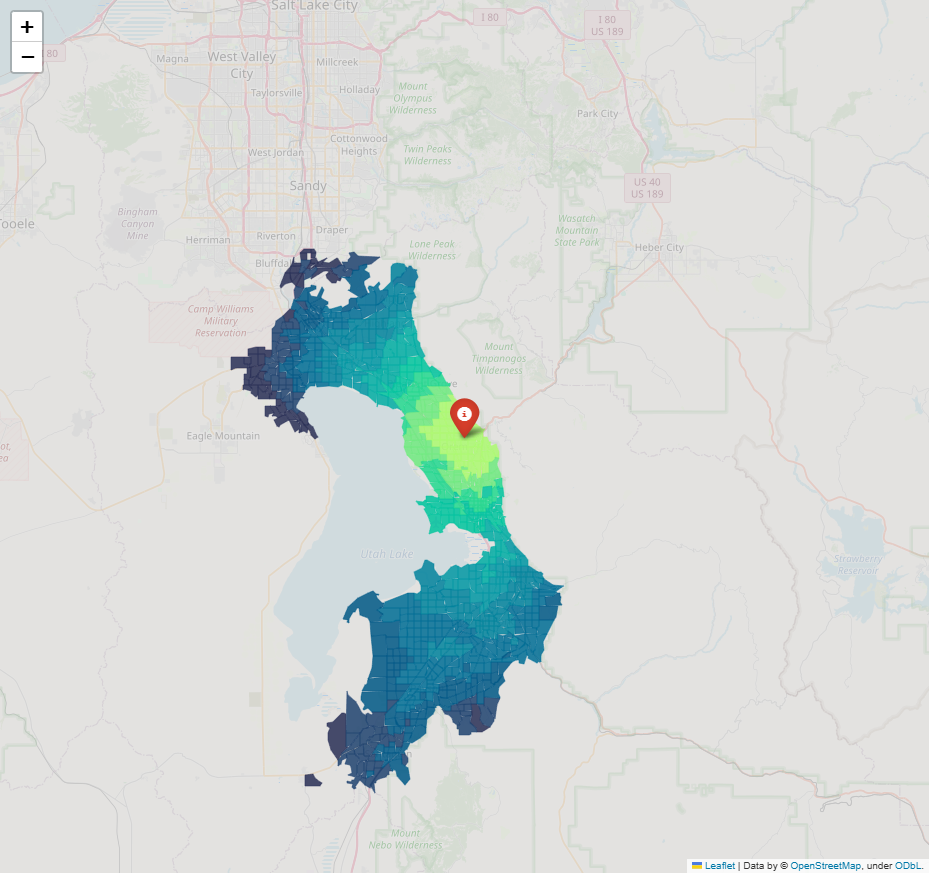 +
−
Salt Lake City
I 80
I 80
US 189
80
Magna
West Valley
City
Millcreek
Taylorsville
Holladay
Mount
Olympus
Wilderness
Park City
Cottonwood
Heights
West Jordan
Twin Peaks
Wilderness
Sandy
US 40
US 189
Bingham
Canyon
Mine
Wasatch
Mountain
State Park
Tooele
Herriman
Riverton
Draper
Lone Peak
Wilderness
Heber City
Bluffda
Camp Williams
Military
Reservation
Mount
Timpanogos
Wilderness
Eagle Mountain
Utah Lake
Strawberry
Reservoir
Mount
Nebo Wilderness
Leaflet | Data by © OpenStreetMap, under ODbL.